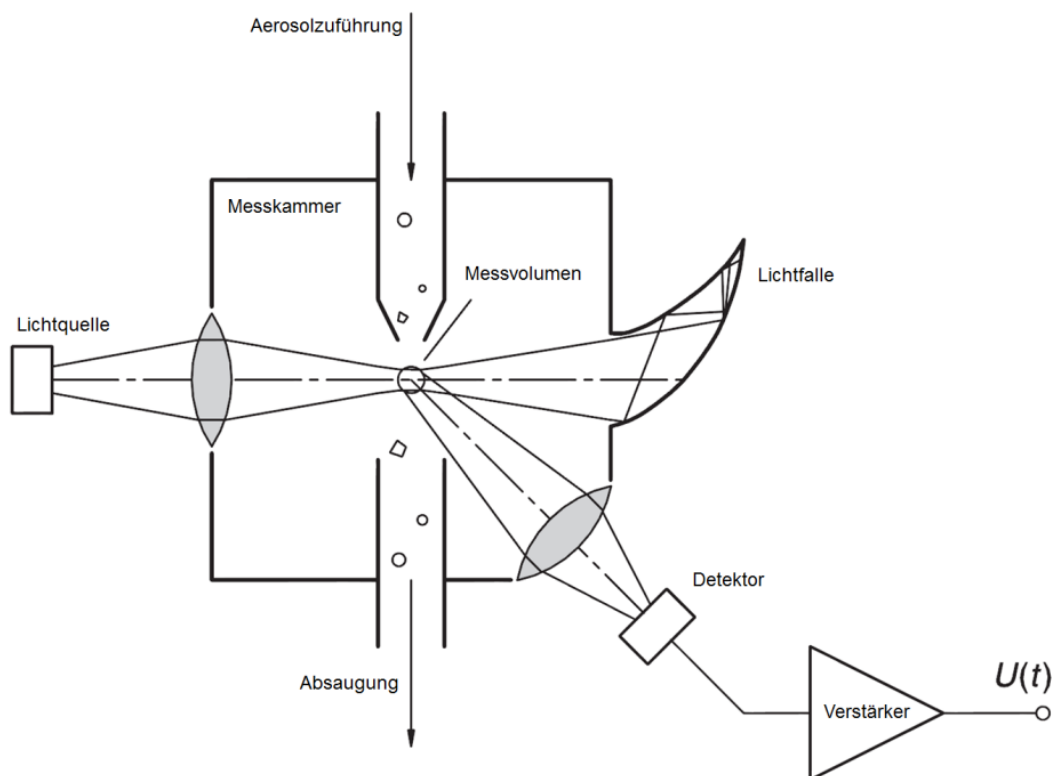 Aerosolzuführung
Messkammer
Messvolumen
Lichtfalle
Lichtquelle
Detektor
Absaugung
Verstärker
U(t)